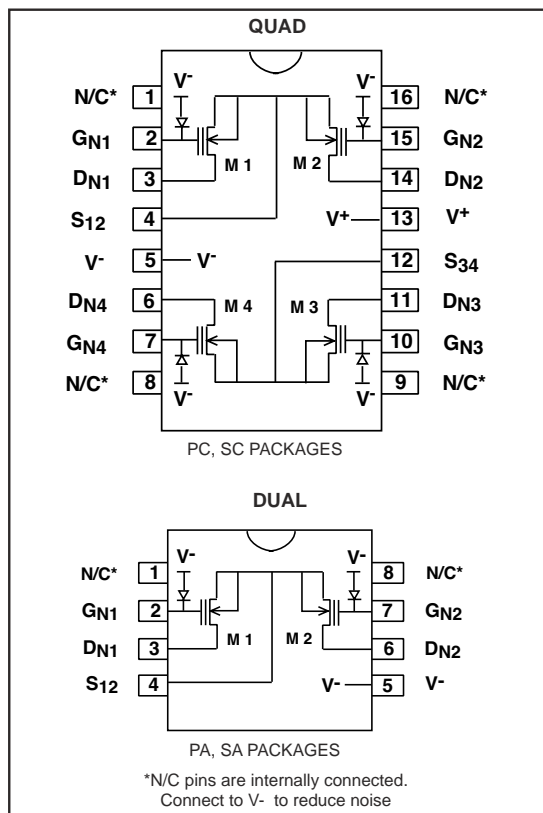 QUAD
N/C* 1 V- V- 16 N/C*
GN1 2 15 GN2
M 1 M 2
DN1 3 14 DN2
S12 4 V+ 13 V+
V- 5 V- 12 S34
DN4 6 M 4 M 3 11 DN3
GN4 7 10 GN3
N/C* 8 V- V- 9 N/C*
PC, SC PACKAGES
DUAL
N/C* 1 V- V- 8 N/C*
GN1 2 7 GN2
DN1 3 M 1 M 2 6 DN2
S12 4 V- 5 V-
PA, SA PACKAGES
*N/C pins are internally connected.
Connect to V- to reduce noise